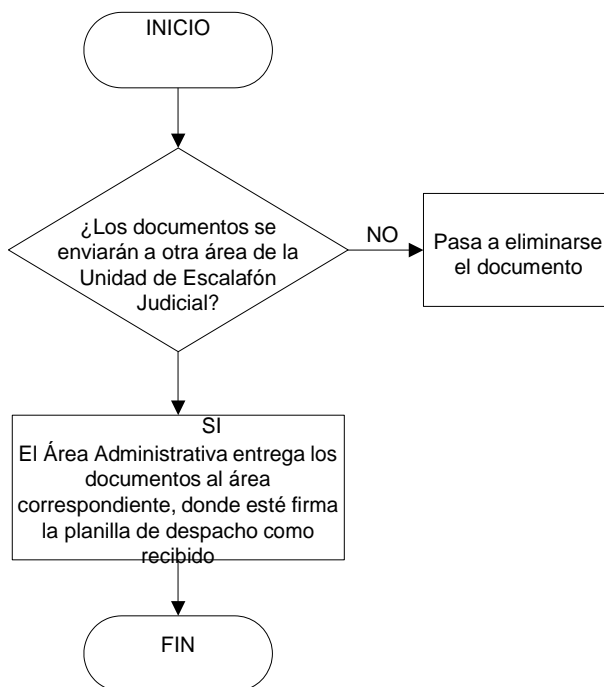 INICIO
¿Los documentos se
enviarán a otra área de la
Unidad de Escalafón
Judicial?
NO
Pasa a eliminarse
el documento
SI
El Área Administrativa entrega los
documentos al área
correspondiente, donde esté firma
la planilla de despacho como
recibido
FIN